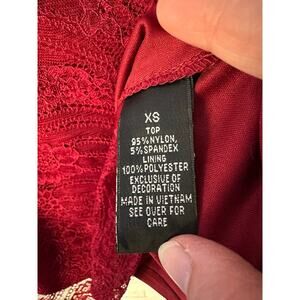 XS
TOP
95%NYLON,
5%SPANDEX
LINING
100%POLYESTER
EXCLUSIVE OF
DECORATION
MADE IN VIETNAM
SEE OVER FOR
CARE